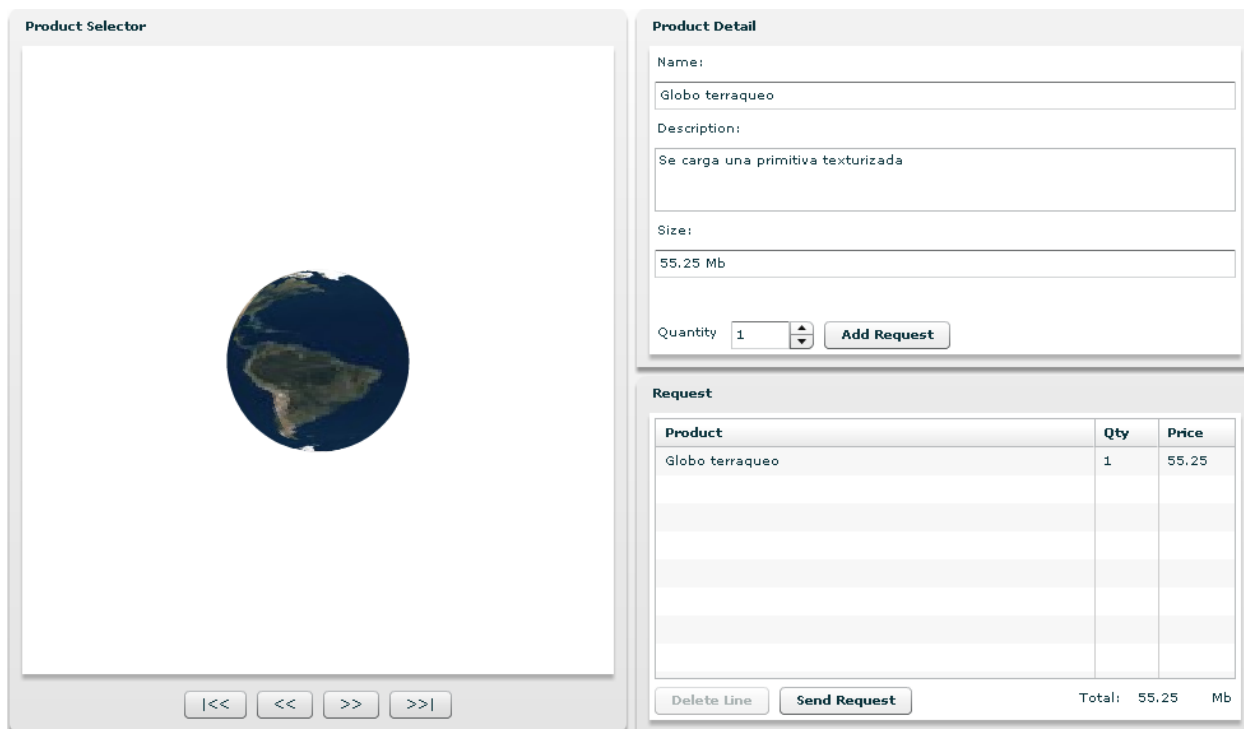 Product Selector
|<<
<<
>>
>>|
Product Detail
Name:
Globo terraqueo
Description:
Se carga una primitiva texturizada
Size:
55.25 Mb
Quantity 1 Add Request
Request
Product Qty Price
Globo terraqueo 1 55.25
Delete Line Send Request Total: 55.25 Mb